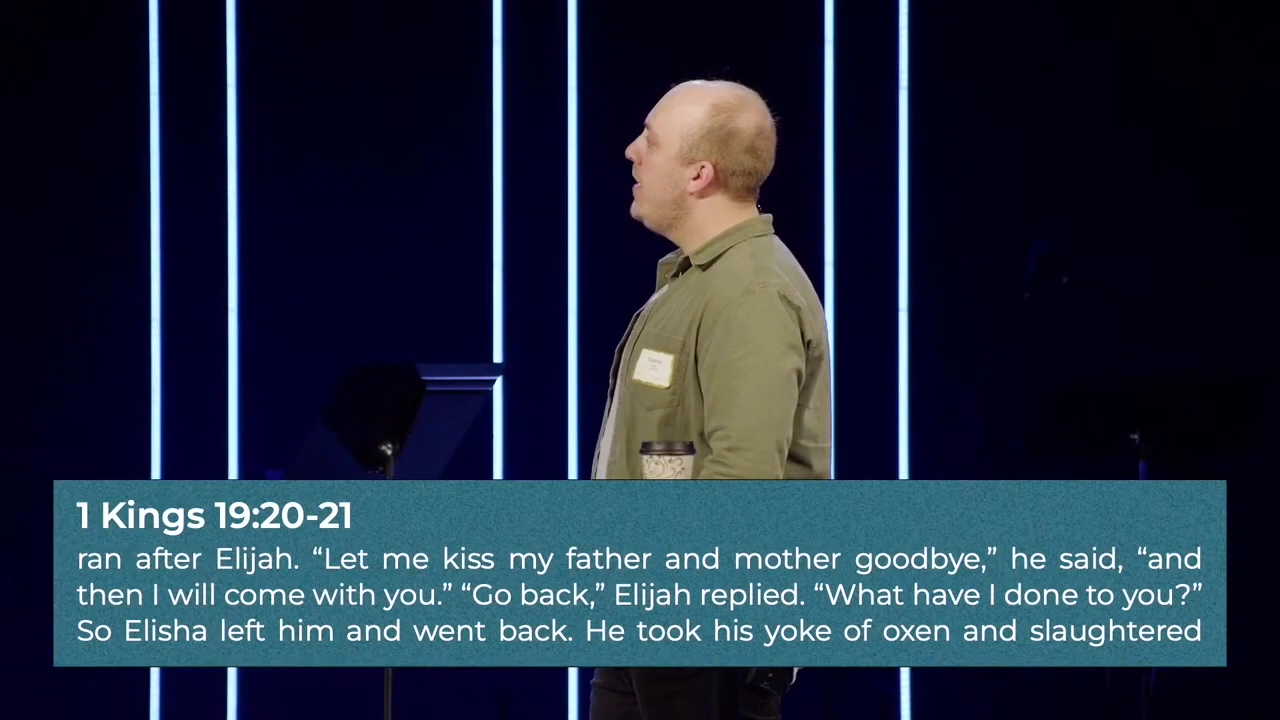 1 Kings 19:20-21
ran after Elijah. “Let me kiss my father and mother goodbye,” he said, “and
then I will come with you.” “Go back,” Elijah replied. “What have I done to you?”
So Elisha left him and went back. He took his yoke of oxen and slaughtered